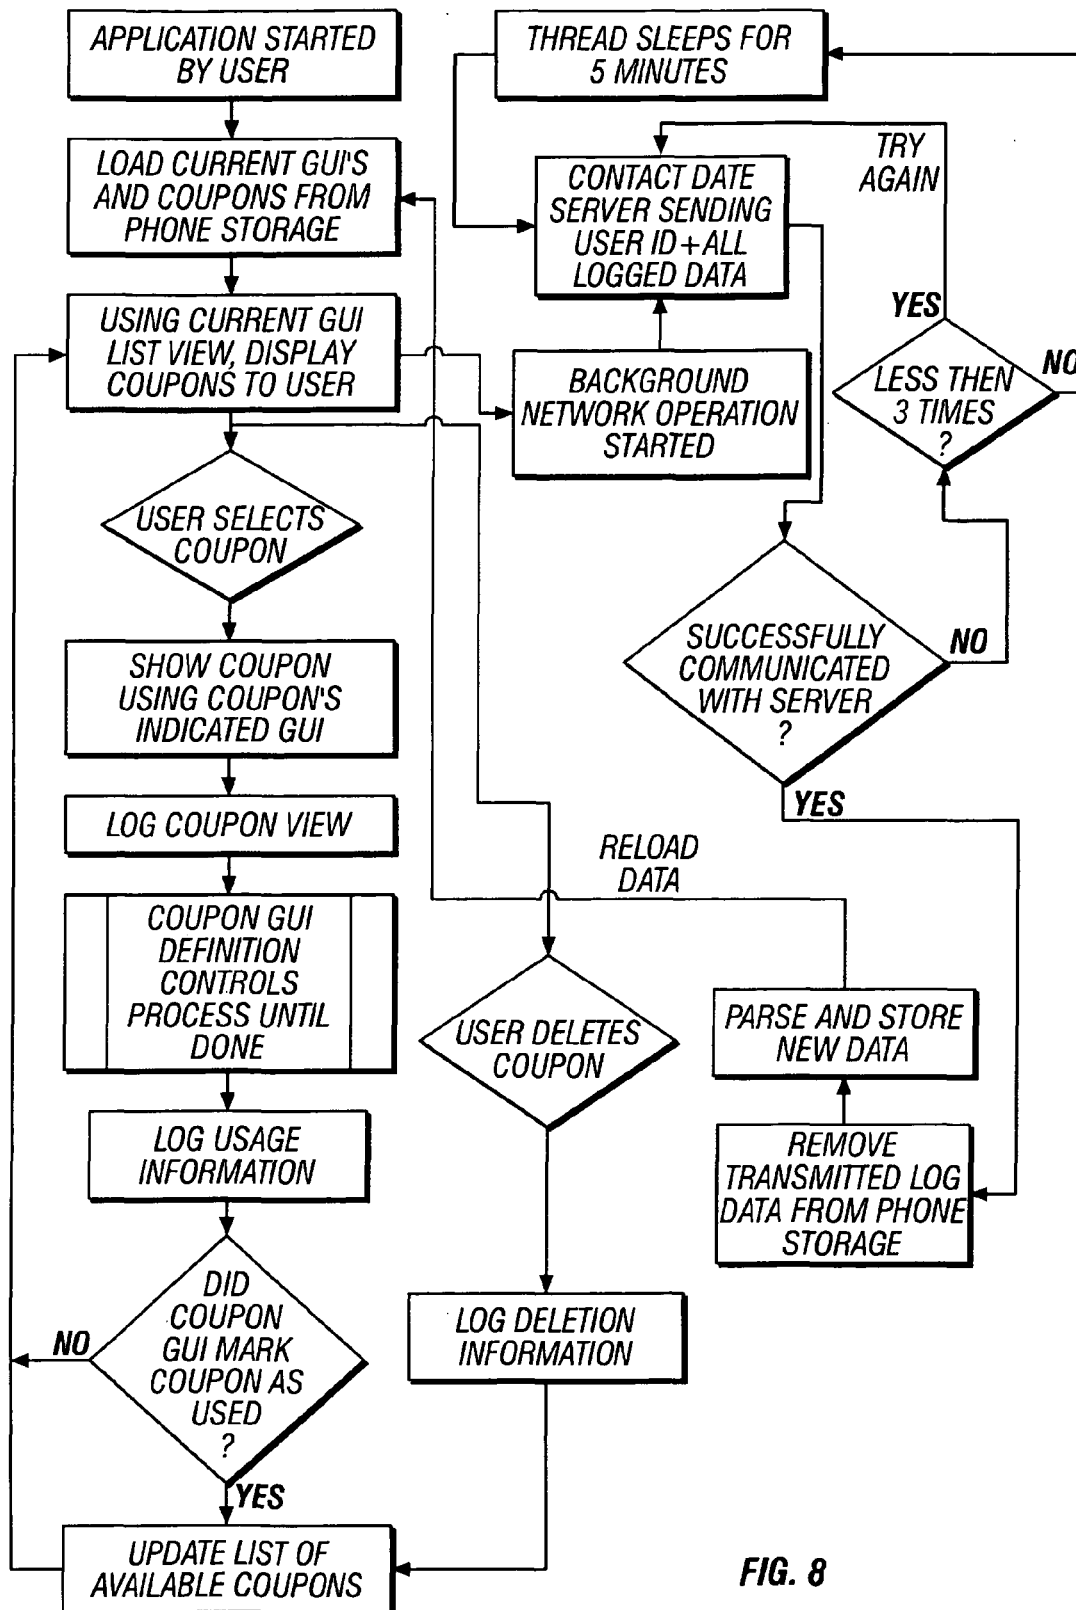 APPLICATION STARTED
BY USER
LOAD CURRENT GUI'S
AND COUPONS FROM
PHONE STORAGE
USING CURRENT GUI
LIST VIEW, DISPLAY
COUPONS TO USER
USER SELECTS
COUPON
SHOW COUPON
USING COUPON'S
INDICATED GUI
LOG COUPON VIEW
COUPON GUI
DEFINITION
CONTROLS
PROCESS UNTIL
DONE
LOG USAGE
INFORMATION
DID
COUPON
GUI MARK
COUPON AS
USED
?
NO
YES
UPDATE LIST OF
AVAILABLE COUPONS
THREAD SLEEPS FOR
5 MINUTES
CONTACT DATE
SERVER SENDING
USER ID+ALL
LOGGED DATA
TRY
AGAIN
BACKGROUND
NETWORK OPERATION
STARTED
YES
LESS THEN
3 TIMES
?
NO
SUCCESSFULLY
COMMUNICATED
WITH SERVER
?
NO
YES
RELOAD
DATA
USER DELETES
COUPON
PARSE AND STORE
NEW DATA
REMOVE
TRANSMITTED LOG
DATA FROM PHONE
STORAGE
LOG DELETION
INFORMATION
FIG. 8